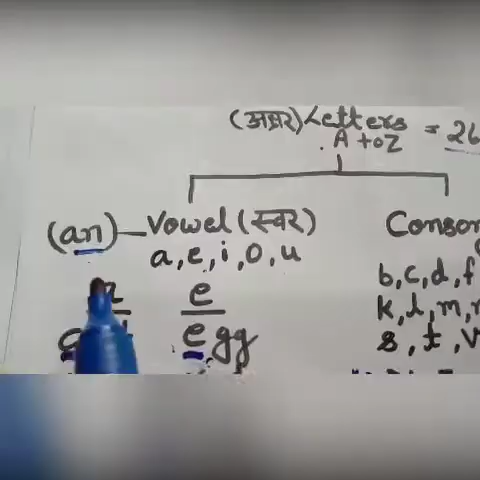 (अक्षर) Letters = 26
A to Z
(an) – Vowel (स्वर)
a, e, i, o, u
b, c, d, f
k, l, m, n
s, t, v
e
egg